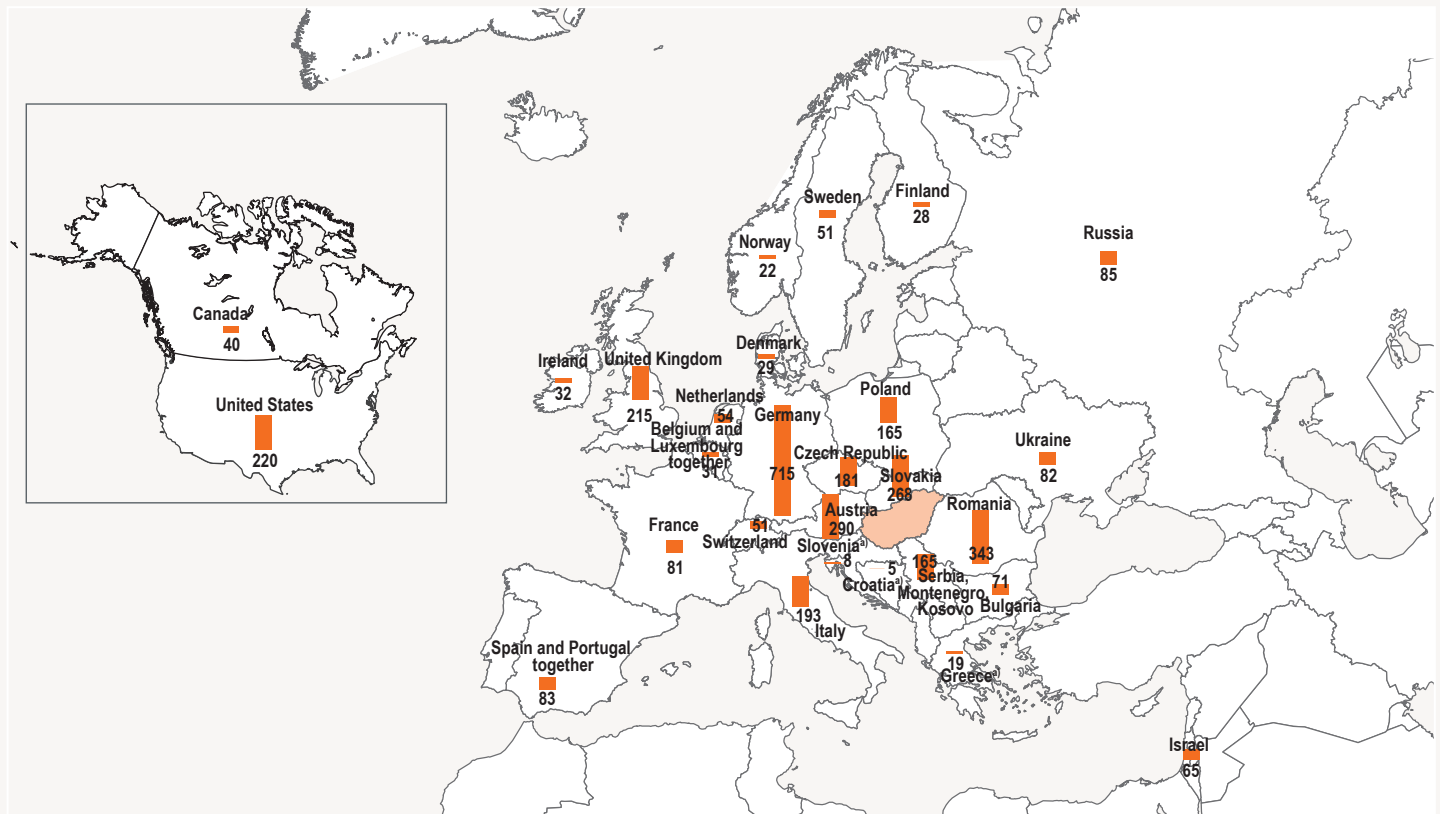 Canada
40
United States
220
Sweden
51
Finland
28
Norway
22
Russia
85
Denmark
29
Ireland
32
United Kingdom
215
Netherlands
54
Belgium and
Luxembourg
together
31
Germany
715
Poland
165
Czech Republic
181
Slovakia
268
Ukraine
82
Austria
290
Romania
343
France
81
51
Switzerland
Slovenia a)
8
5
Croatia a)
165
Serbia,
Montenegro,
Kosovo
71
Bulgaria
193
Italy
Spain and Portugal
together
83
19
Greece a)
Israel
65